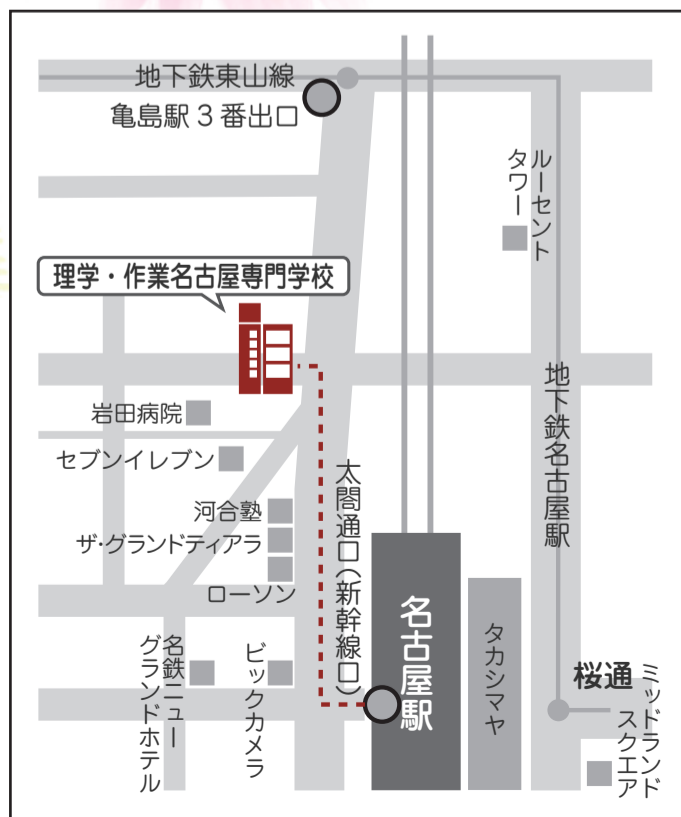 地下鉄東山線
亀島駅3番出口
ルーセント
タワー
理学・作業名古屋専門学校
岩田病院
セブンイレブン
河合塾
ザ・グランドティアラ
ローソン
太閤通口(新幹線口)
地下鉄名古屋駅
名古屋駅
タカシマヤ
桜通
ミッドランド
スクエア
名鉄ニュー
グランドホテル
ビックカメラ